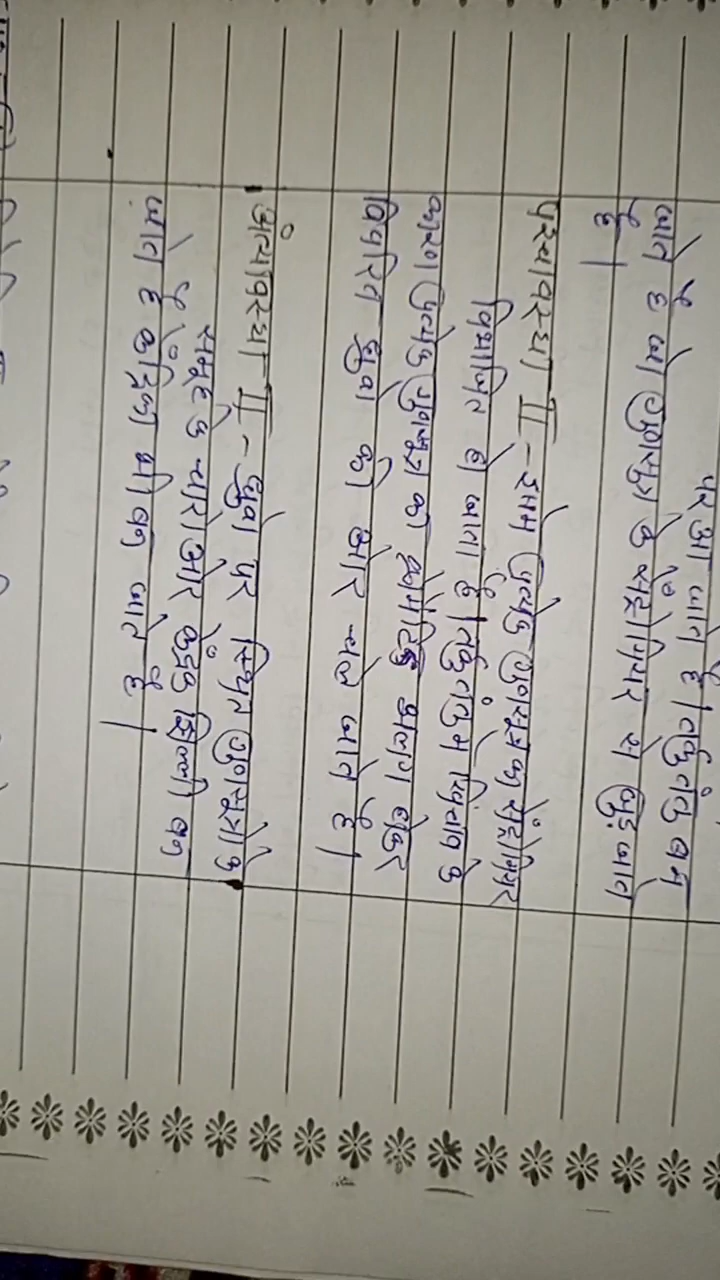 पर आ जाते हैं। तर्कु तंतु बन
जाते है जो गुणसूत्र के सेंट्रोमियर से जुड़ जाते
है।
पश्चावस्था II - इसमें प्रत्येक गुणसूत्र का सेंट्रोमियर
विभाजित हो जाता है। तर्कु तंतु में खिंचाव के
कारण प्रत्येक गुणसूत्र के क्रोमेटिड अलग होकर
विपरित ध्रुवों की ओर चले जाते है।
अंत्यावस्था II - ध्रुवों पर स्थित गुणसूत्रों के
समूह के चारों ओर केंद्रक झिल्ली बन
जाते है केंद्रिका भी बन जाते है।